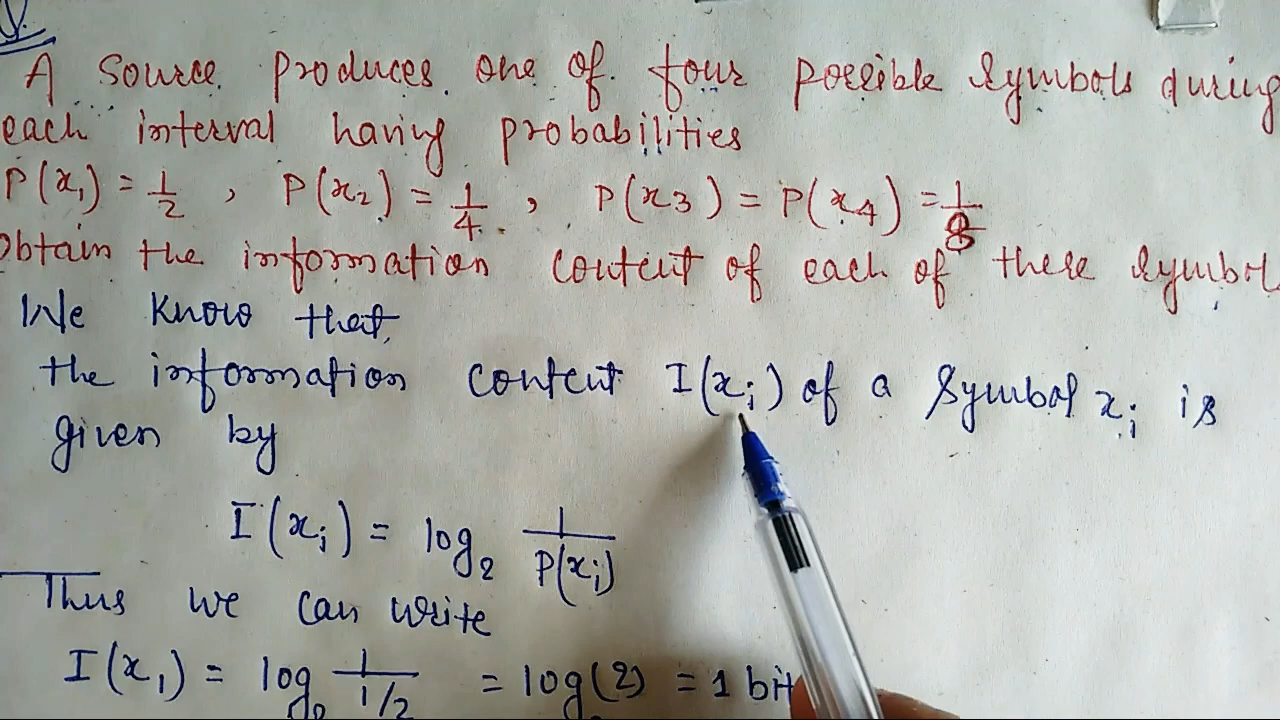 A source produces one of four possible symbols during
each interval having probabilities
P(x₁) = 1/2 , P(x₂) = 1/4 , P(x3) = P(x4) = 1/8
Obtain the information content of each of these symbol
We know that,
the information content I(xᵢ) of a symbol xᵢ is
given by
I(xᵢ) = log₂ 1/P(xᵢ)
Thus we can write
I(x₁) = log₂ 1/1/2 = log(2) = 1 bit